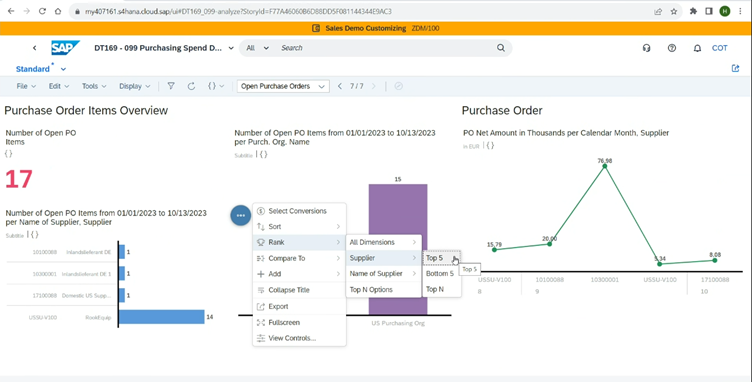 my407161.s4hana.cloud.sap/ui#DT169_099-analyze?StoryId=F77A46060B6D88DD5F081144344E9AC3
H
Sales Demo Customizing ZDM/100
SAP
DT169 - 099 Purchasing Spend D...
All
Search
COT
Standard *
File
Edit
Tools
Display
{}
Open Purchase Orders
7 / 7
Purchase Order Items Overview
Purchase Order
Number of Open PO
Items
{}
17
Number of Open PO Items from 01/01/2023 to 10/13/2023
per Purch. Org. Name
Subtitle | {}
15
US Purchasing Org
PO Net Amount in Thousands per Calendar Month, Supplier
in EUR | {}
15,79
20,00
76,98
5,34
8,08
USSU-V100
10100088
10300001
USSU-V100
17100088
8
9
10
Number of Open PO Items from 01/01/2023 to 10/13/2023
per Name of Supplier, Supplier
Subtitle | {}
10100088 Inlandslieferant DE
1
10300001 Inlandslieferant DE 1
1
17100088 Domestic US Supp...
1
USSU-V100 RookEquip
14
Select Conversions
Sort
Rank
Compare To
Add
Collapse Title
Export
Fullscreen
View Controls...
All Dimensions
Supplier
Name of Supplier
Top N Options
Top 5
Bottom 5
Top N
Top 5